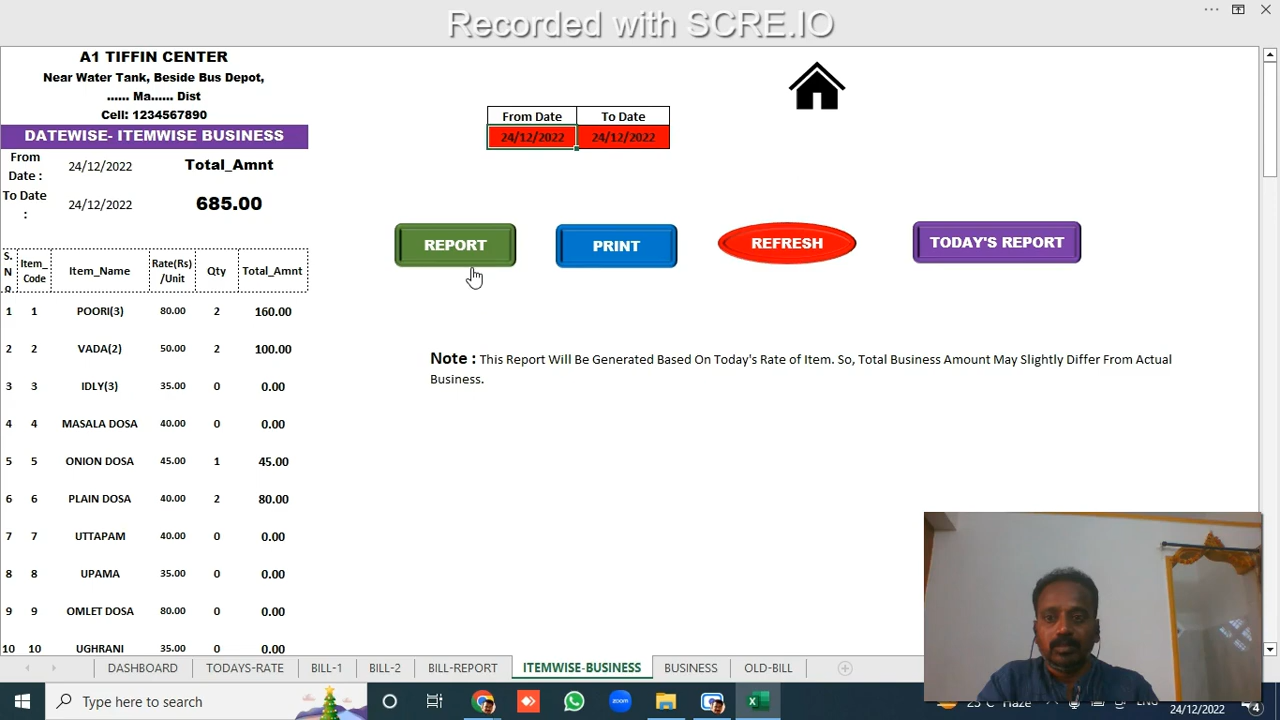 Recorded with SCRE.IO
A1 TIFFIN CENTER
Near Water Tank, Beside Bus Depot,
...... Ma...... Dist
Cell: 1234567890
DATEWISE- ITEMWISE BUSINESS
From Date : 24/12/2022 Total_Amnt
To Date : 24/12/2022 685.00
From Date To Date
24/12/2022 24/12/2022
REPORT PRINT REFRESH TODAY'S REPORT
S.No Item_Code Item_Name Rate(Rs)/Unit Qty Total_Amnt
1 1 POORI(3) 80.00 2 160.00
2 2 VADA(2) 50.00 2 100.00
3 3 IDLY(3) 35.00 0 0.00
4 4 MASALA DOSA 40.00 0 0.00
5 5 ONION DOSA 45.00 1 45.00
6 6 PLAIN DOSA 40.00 2 80.00
7 7 UTTAPAM 40.00 0 0.00
8 8 UPAMA 35.00 0 0.00
9 9 OMLET DOSA 80.00 0 0.00
10 10 UGHRANI 35.00 0 0.00
Note : This Report Will Be Generated Based On Today's Rate of Item. So, Total Business Amount May Slightly Differ From Actual
Business.
DASHBOARD TODAYS-RATE BILL-1 BILL-2 BILL-REPORT ITEMWISE-BUSINESS BUSINESS OLD-BILL
Type here to search
zoom
Haze
24/12/2022
4